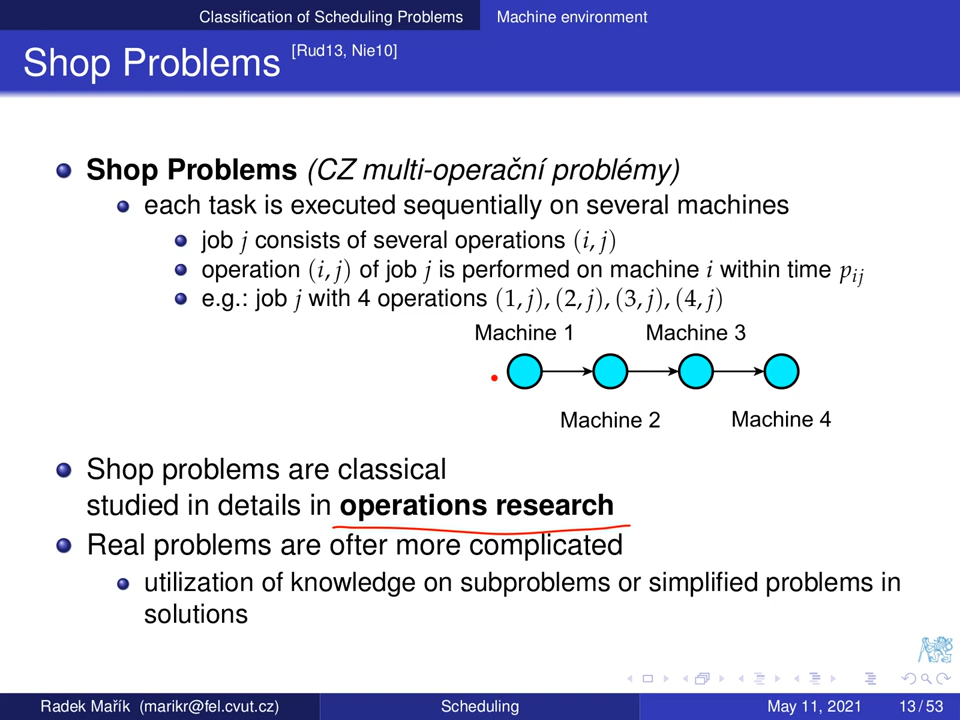 Classification of Scheduling Problems Machine environment
Shop Problems [Rud13, Nie10]
Shop Problems (CZ multi-operační problémy)
each task is executed sequentially on several machines
job j consists of several operations (i, j)
operation (i, j) of job j is performed on machine i within time pij
e.g.: job j with 4 operations (1, j), (2, j), (3, j), (4, j)
Machine 1 Machine 3
Machine 2 Machine 4
Shop problems are classical
studied in details in operations research
Real problems are ofter more complicated
utilization of knowledge on subproblems or simplified problems in
solutions
Radek Mařík (marikr@fel.cvut.cz) Scheduling May 11, 2021 13 / 53